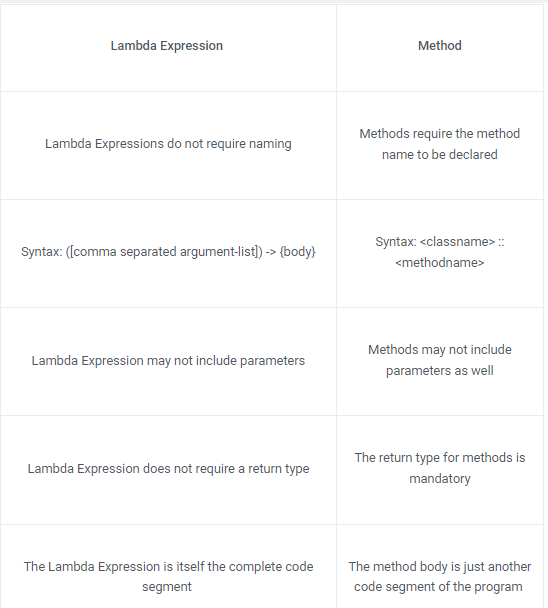 Lambda Expression
Method
Lambda Expressions do not require naming
Methods require the method
name to be declared
Syntax: ([comma separated argument-list]) -> {body}
Syntax: <classname> ::
<methodname>
Lambda Expression may not include parameters
Methods may not include
parameters as well
Lambda Expression does not require a return type
The return type for methods is
mandatory
The Lambda Expression is itself the complete code
segment
The method body is just another
code segment of the program